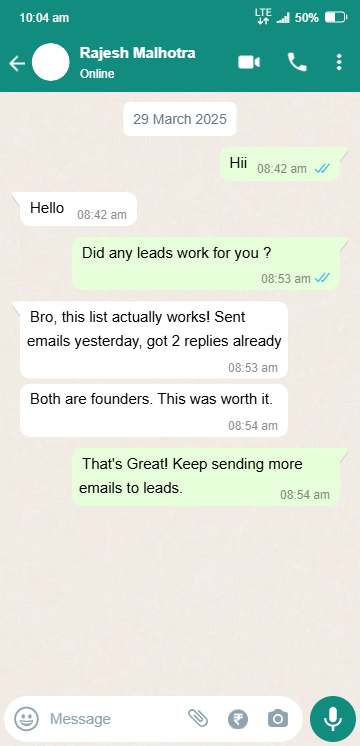 10:04 am LTE 50%
Rajesh Malhotra
Online
29 March 2025
Hii 08:42 am
Hello 08:42 am
Did any leads work for you ?
08:53 am
Bro, this list actually works! Sent
emails yesterday, got 2 replies already
08:53 am
Both are founders. This was worth it.
08:54 am
That's Great! Keep sending more
emails to leads. 08:54 am
Message ₹